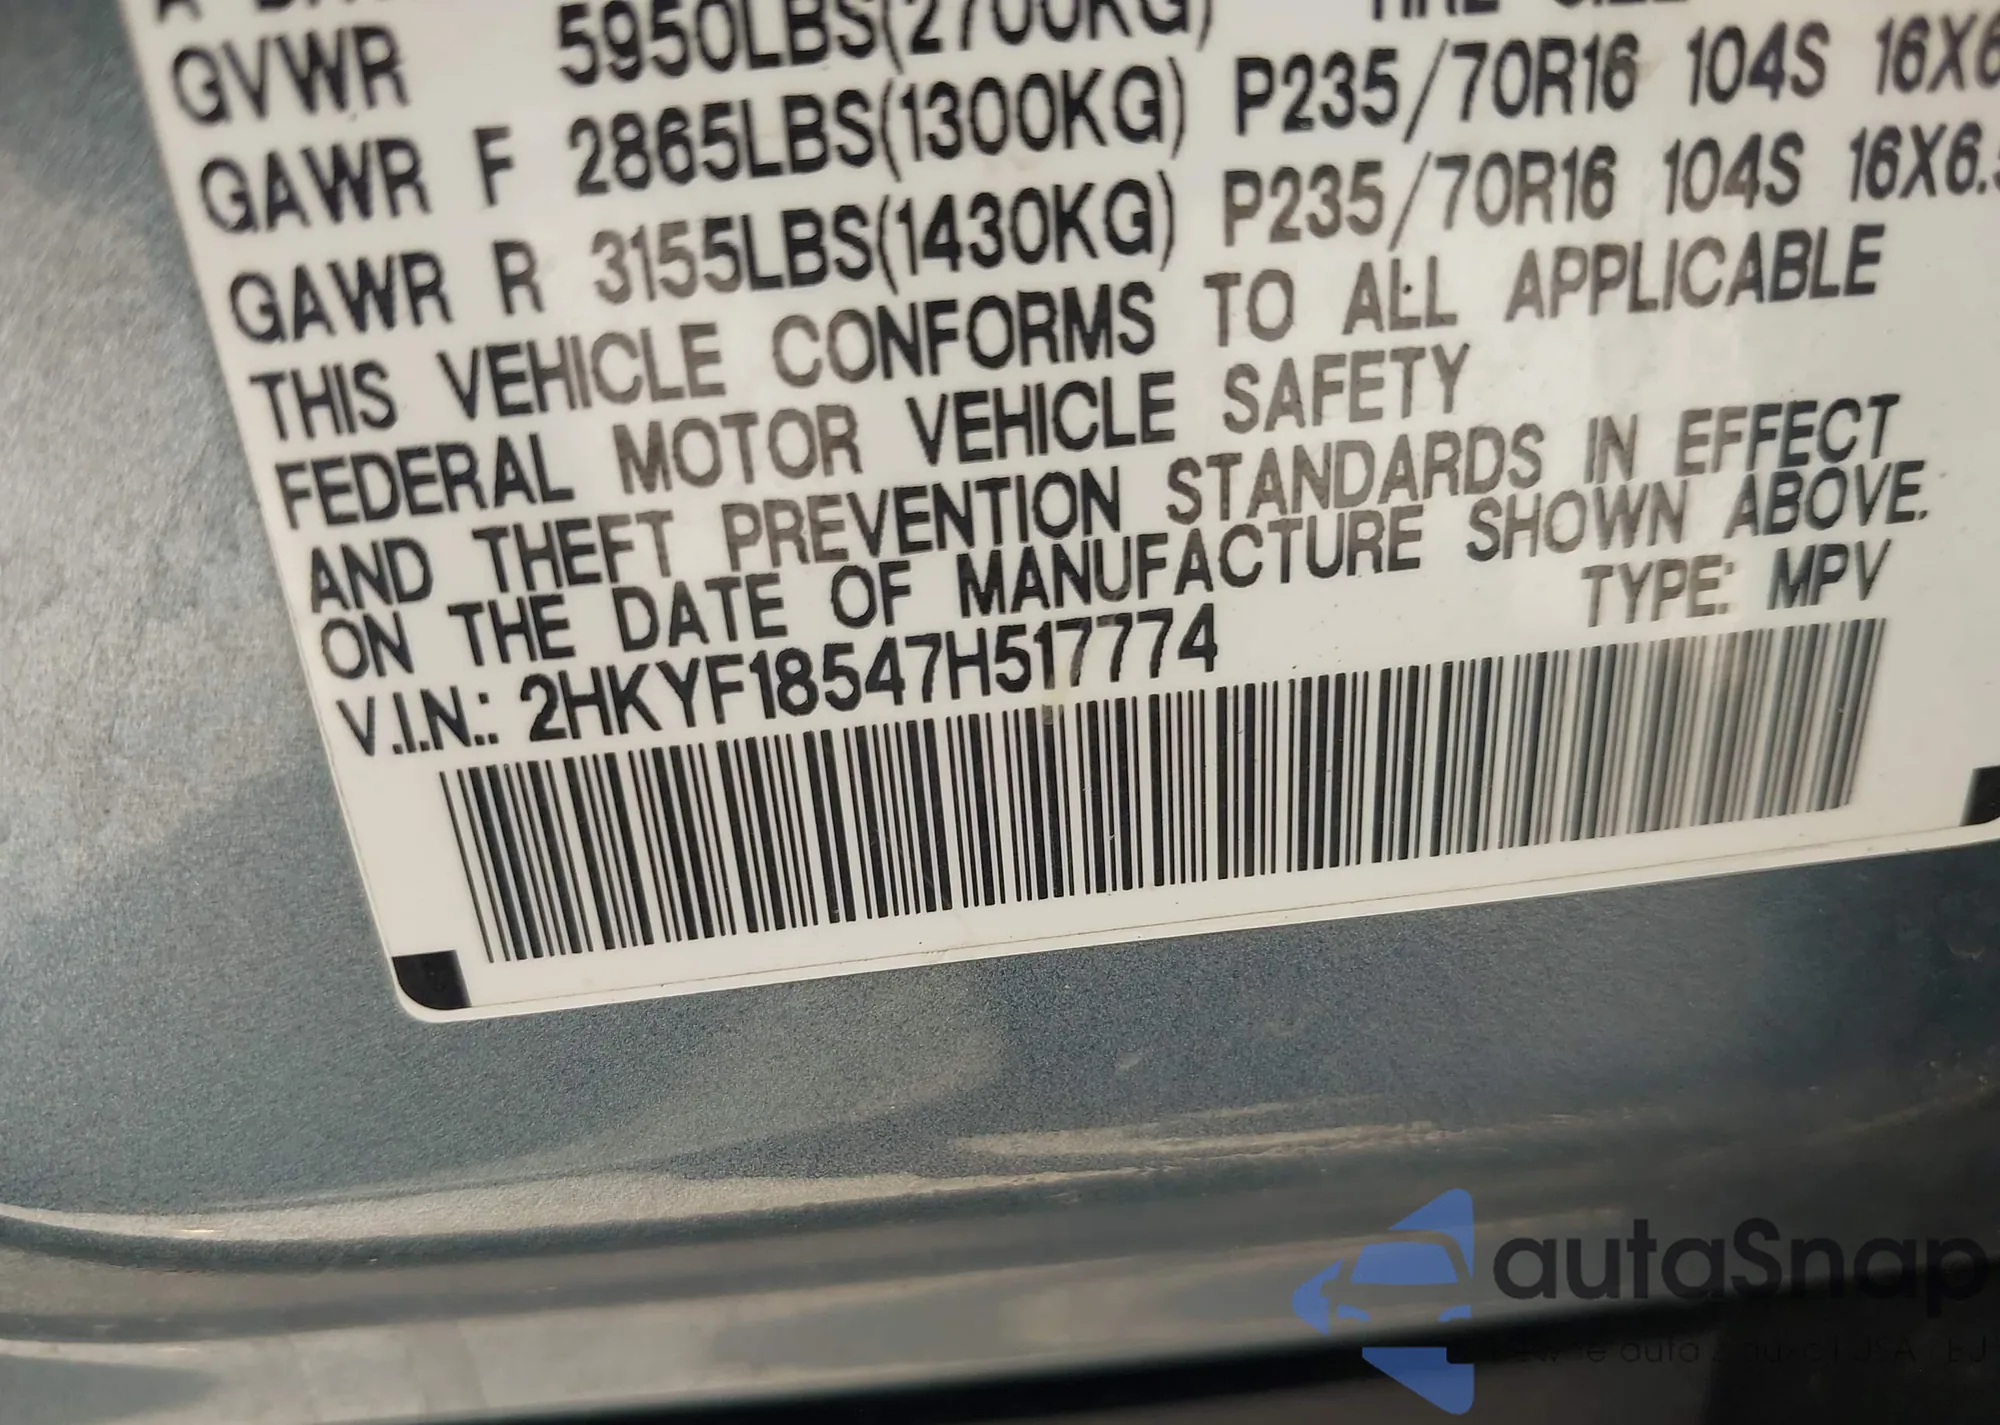 GVWR 5950LBS(2700KG)
GAWR F 2865LBS(1300KG) P235/70R16 104S 16X6
GAWR R 3155LBS(1430KG) P235/70R16 104S 16X6.5
THIS VEHICLE CONFORMS TO ALL APPLICABLE
FEDERAL MOTOR VEHICLE SAFETY
AND THEFT PREVENTION STANDARDS IN EFFECT
ON THE DATE OF MANUFACTURE SHOWN ABOVE.
V.I.N.: 2HKYF18547H517774 TYPE: MPV
autaSnap